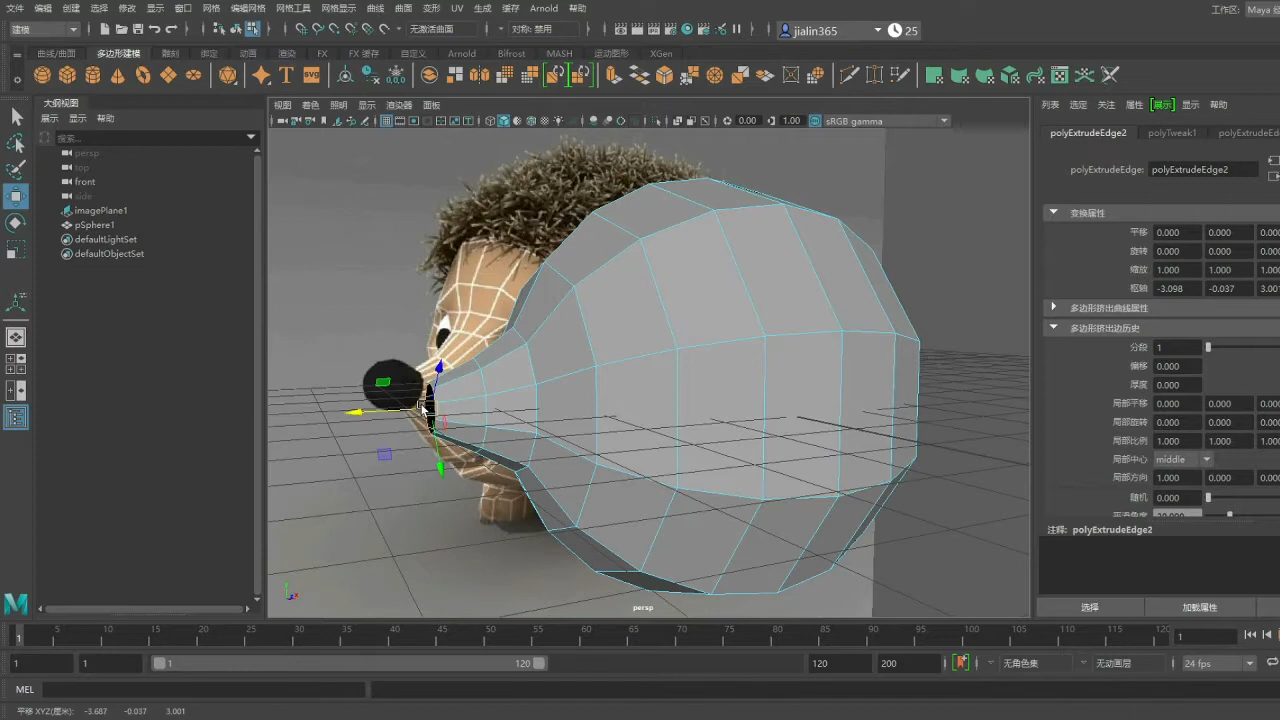 文件 编辑 创建 选择 修改 显示 窗口 网格 编辑网格 网格工具 网格显示 曲线 曲面 变形 UV 生成 缓存 Arnold 帮助 工作区: Maya
建模 无激活曲面 对称: 禁用 jialin365 25
曲线/曲面 多边形建模 雕刻 绑定 动画 渲染 FX FX 缓存 自定义 Arnold Bifrost MASH 运动图形 XGen
大纲视图
展示 显示 帮助
搜索...
persp
top
front
side
imagePlane1
pSphere1
defaultLightSet
defaultObjectSet
视图 着色 照明 显示 渲染器 面板
0.00 1.00 sRGB gamma
persp
列表 选定 关注 属性 展示 显示 帮助
polyExtrudeEdge2 polyTweak1 polyExtrudeEd
polyExtrudeEdge: polyExtrudeEdge2
变换属性
平移 0.000 0.000 0.000
旋转 0.000 0.000 0.000
缩放 1.000 1.000 1.000
枢轴 -3.098 -0.037 3.001
多边形挤出曲线属性
多边形挤出边历史
分段 1
偏移 0.000
厚度 0.000
局部平移 0.000 0.000 0.000
局部旋转 0.000 0.000 0.000
局部比例 1.000 1.000 1.000
局部中心 middle
局部方向 1.000 0.000 0.000
随机 0.000
平滑角度 30.000
注释: polyExtrudeEdge2
选择 加载属性
1 5 10 15 20 25 30 35 40 45 50 55 60 65 70 75 80 85 90 95 100 105 110 115 120 1
1 1 1 120 120 200 无角色集 无动画层 24 fps
MEL
平移 XYZ(厘米): -3.687 -0.037 3.001